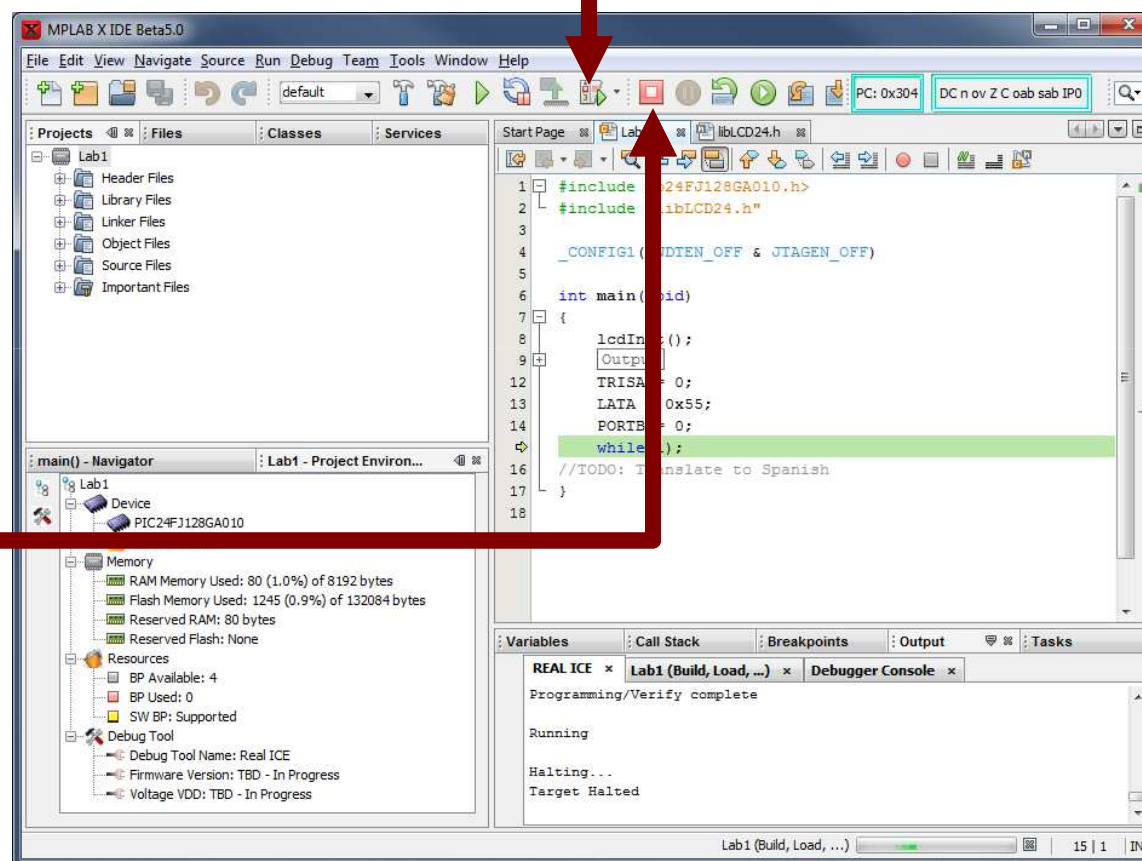 MPLAB X IDE Beta5.0
File Edit View Navigate Source Run Debug Team Tools Window Help
default
PC: 0x304
DC n ov Z C oab sab IP0
Projects Files Classes Services
Lab1
Header Files
Library Files
Linker Files
Object Files
Source Files
Important Files
main() - Navigator Lab1 - Project Environ...
Lab1
Device
PIC24FJ128GA010
Memory
RAM Memory Used: 80 (1.0%) of 8192 bytes
Flash Memory Used: 1245 (0.9%) of 132084 bytes
Reserved RAM: 80 bytes
Reserved Flash: None
Resources
BP Available: 4
BP Used: 0
SW BP: Supported
Debug Tool
Debug Tool Name: Real ICE
Firmware Version: TBD - In Progress
Voltage VDD: TBD - In Progress
Start Page libLCD24.h
1 #include 24FJ128GA010.h>
2 #include ibLCD24.h"
3
4 _CONFIG1( DTEN_OFF & JTAGEN_OFF)
5
6 int main( id)
7 {
8 lcdIn ();
9
12 TRISA = 0;
13 LATA 0x55;
14 PORTB = 0;
while );
16 //TODO: T anslate to Spanish
17 }
18
Variables Call Stack Breakpoints Output Tasks
REAL ICE × Lab1 (Build, Load, ...) × Debugger Console ×
Programming/Verify complete
Running
Halting...
Target Halted
Lab1 (Build, Load, ...) 15 | 1